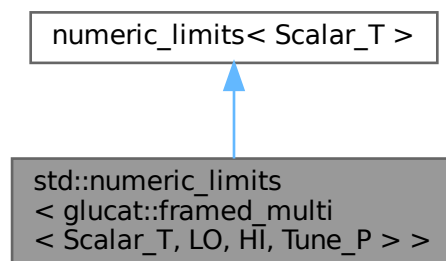 numeric_limits< Scalar_T >
std::numeric_limits
< glucat::framed_multi
< Scalar_T, LO, HI, Tune_P > >